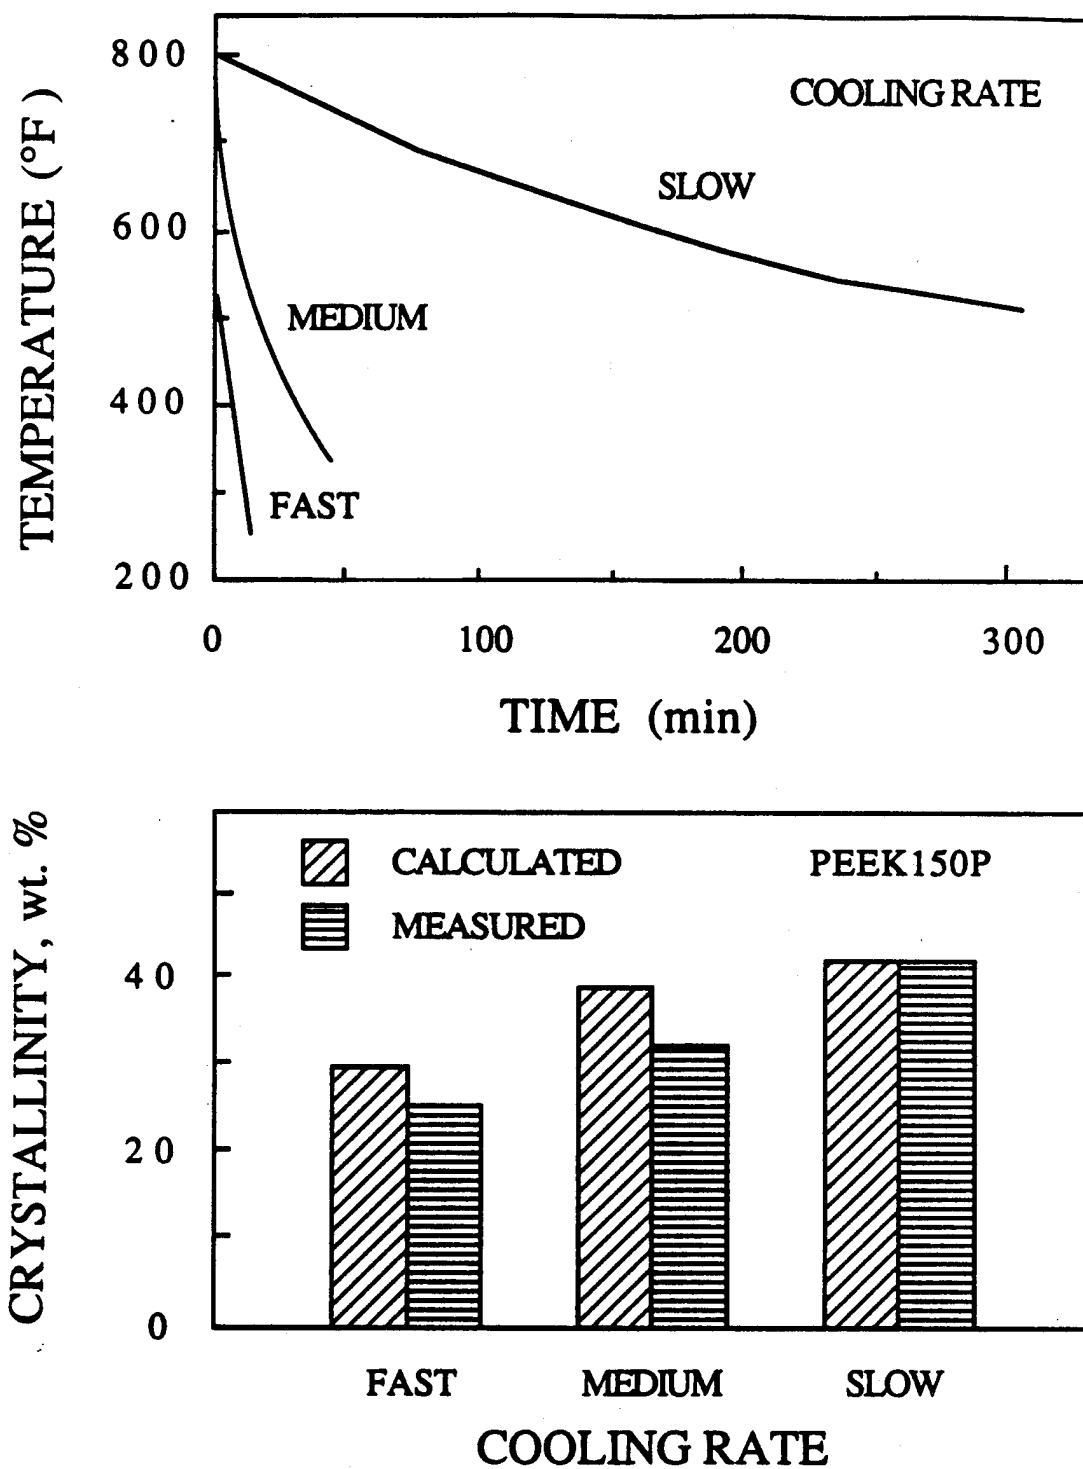 TEMPERATURE (°F)
800
600
400
200
COOLING RATE
SLOW
MEDIUM
FAST
0 100 200 300
TIME (min)
CRYSTALLINITY, wt. %
40
20
0
CALCULATED
MEASURED
PEEK150P
FAST MEDIUM SLOW
COOLING RATE